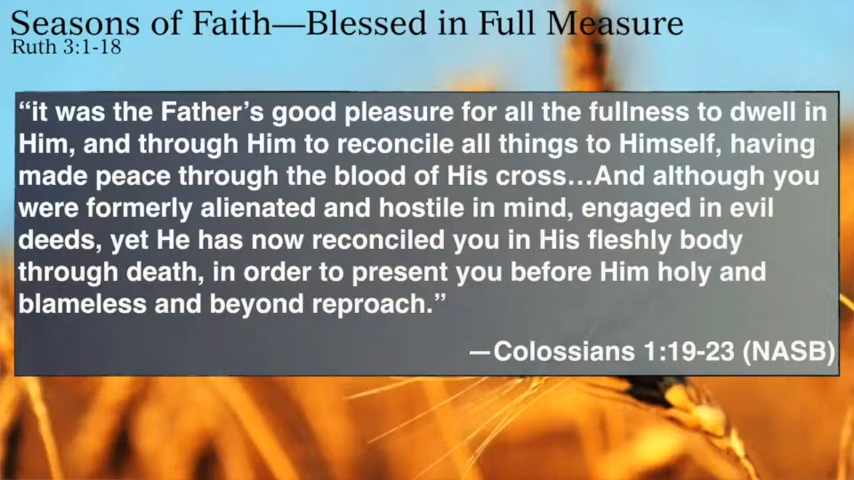 Seasons of Faith—Blessed in Full Measure
Ruth 3:1-18
“it was the Father’s good pleasure for all the fullness to dwell in
Him, and through Him to reconcile all things to Himself, having
made peace through the blood of His cross…And although you
were formerly alienated and hostile in mind, engaged in evil
deeds, yet He has now reconciled you in His fleshly body
through death, in order to present you before Him holy and
blameless and beyond reproach.”
—Colossians 1:19-23 (NASB)